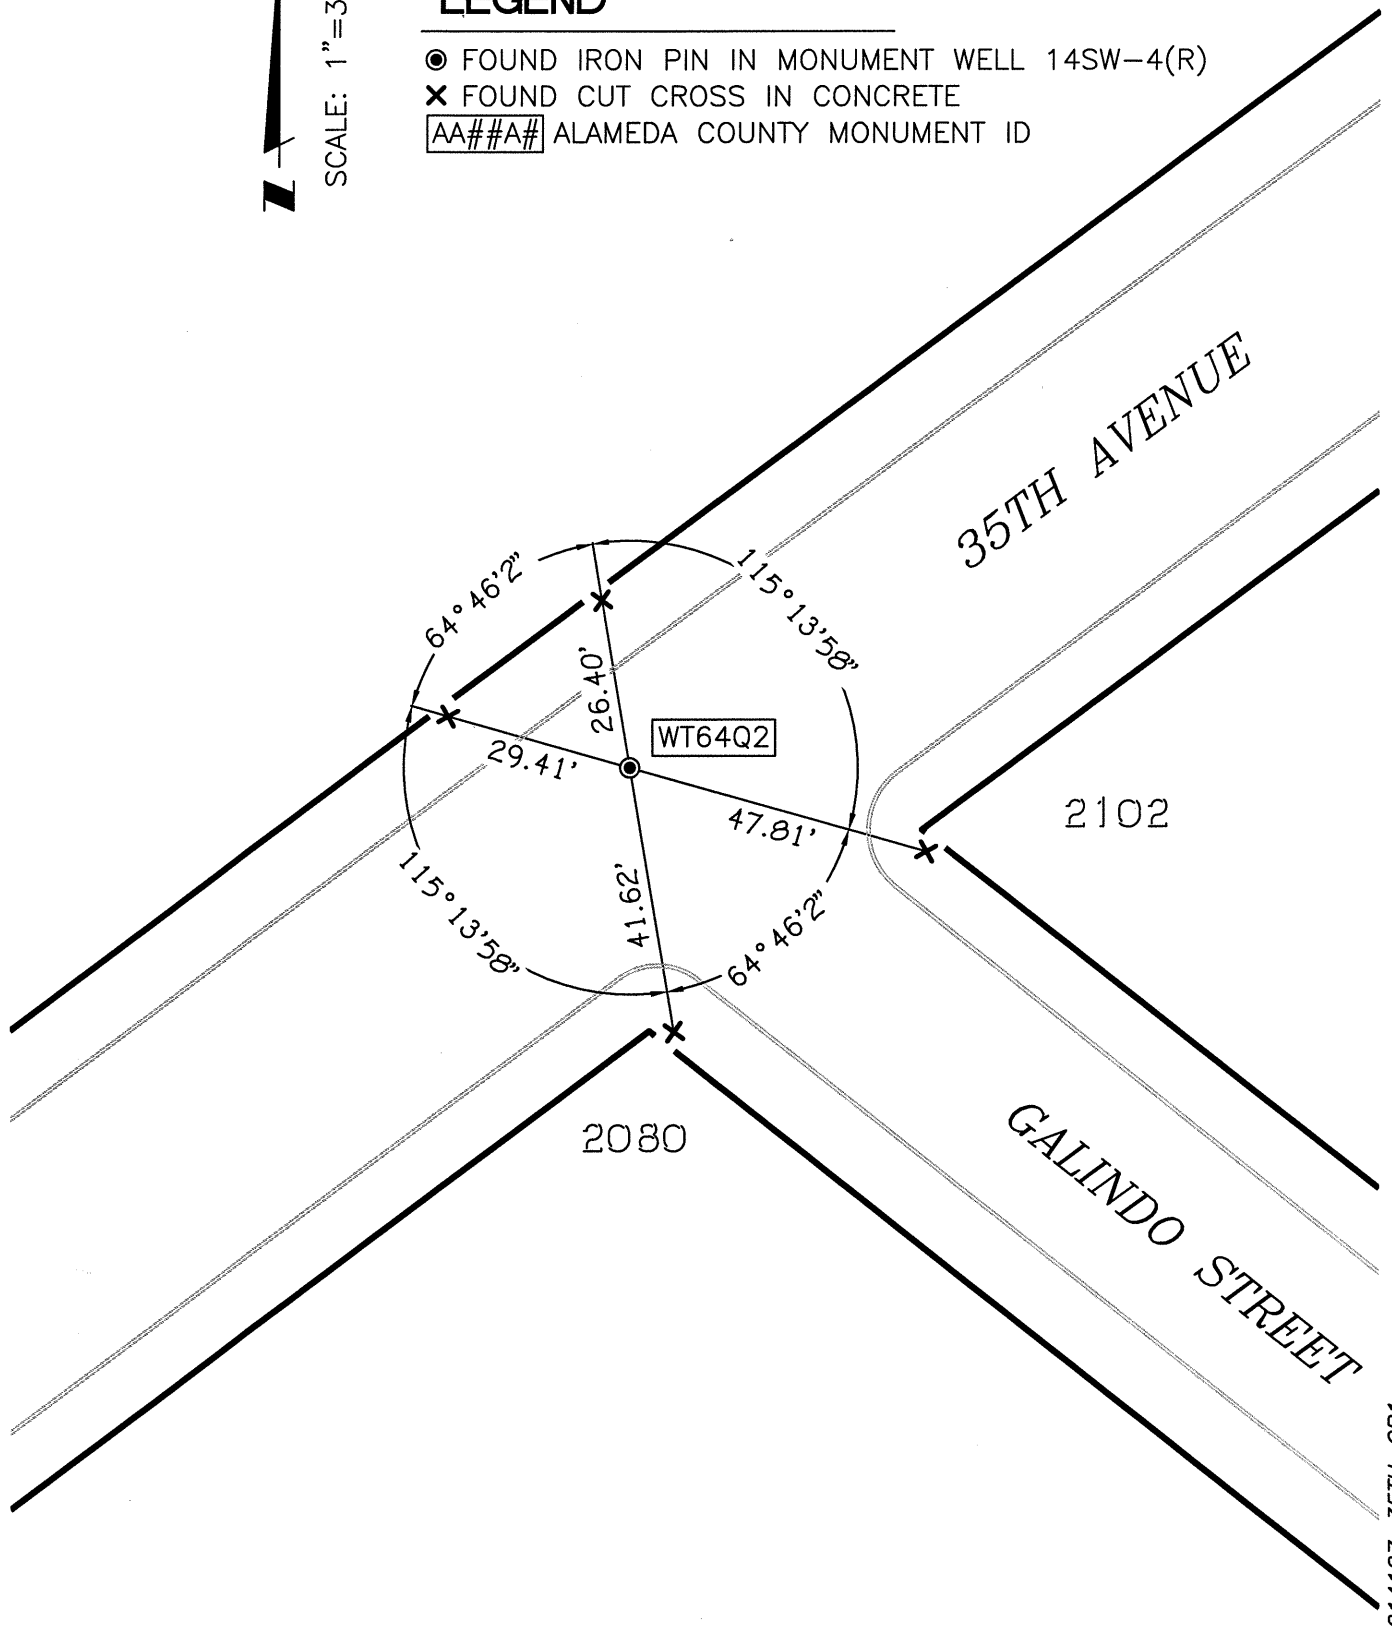 LEGEND
SCALE: 1"=3
FOUND IRON PIN IN MONUMENT WELL 14SW-4(R)
FOUND CUT CROSS IN CONCRETE
AA##A# ALAMEDA COUNTY MONUMENT ID
35TH AVENUE
64°46'2"
115°13'58"
26.40'
WT64Q2
29.41'
47.81'
2102
41.62'
115°13'58"
64°46'2"
2080
GALINDO STREET